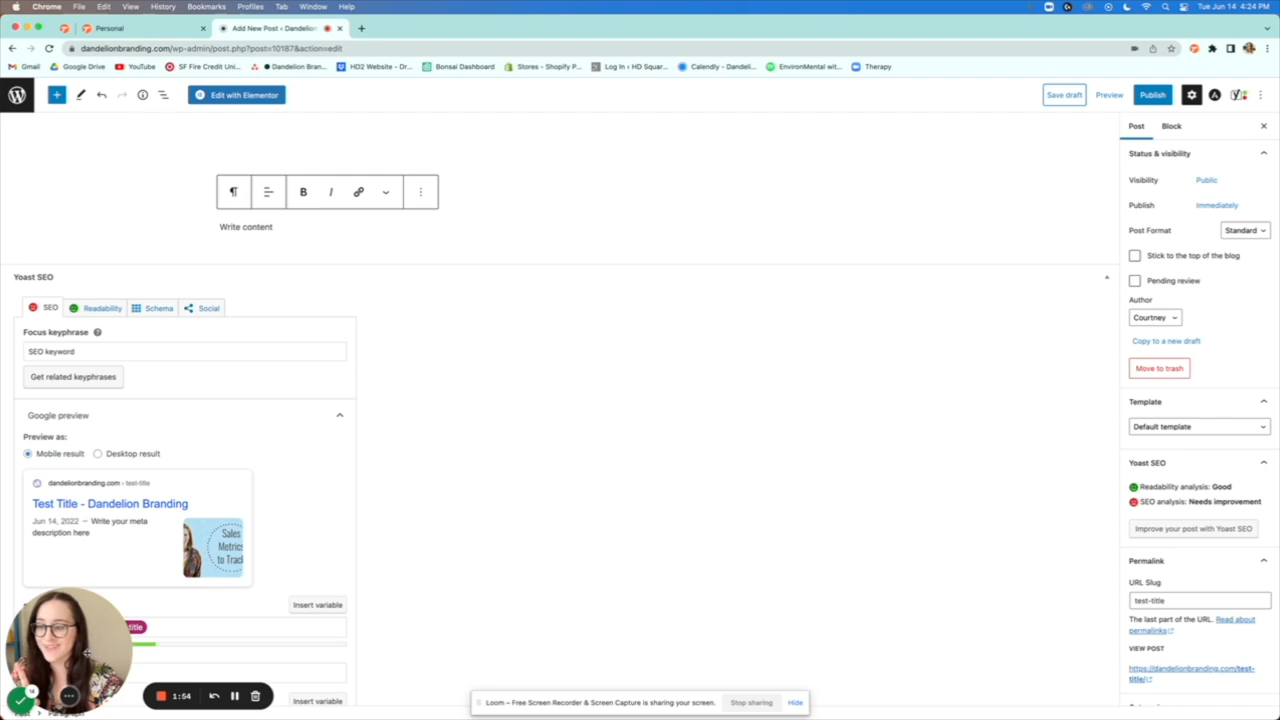 Chrome File Edit View History Bookmarks Profiles Tab Window Help
Tue Jun 14 4:24 PM
Personal
Add New Post ‹ Dandelion
dandelionbranding.com/wp-admin/post.php?post=10187&action=edit
Gmail
Google Drive
YouTube
SF Fire Credit Uni...
Dandelion Bran...
HD2 Website - Dr...
Bonsai Dashboard
Stores - Shopify P...
Log In ‹ HD Squar...
Calendly - Dandeli...
EnvironMental wit...
Therapy
Edit with Elementor
Save draft
Preview
Publish
Write content
Yoast SEO
SEO
Readability
Schema
Social
Focus keyphrase
SEO keyword
Get related keyphrases
Google preview
Preview as:
Mobile result
Desktop result
dandelionbranding.com › test-title
Test Title - Dandelion Branding
Jun 14, 2022 – Write your meta
description here
Sales
Metrics
to Track
Insert variable
title
Insert variable
Paragraph
14
1:54
Loom – Free Screen Recorder & Screen Capture is sharing your screen.
Stop sharing
Hide
Post
Block
Status & visibility
Visibility
Public
Publish
Immediately
Post Format
Standard
Stick to the top of the blog
Pending review
Author
Courtney
Copy to a new draft
Move to trash
Template
Default template
Yoast SEO
Readability analysis: Good
SEO analysis: Needs improvement
Improve your post with Yoast SEO
Permalink
URL Slug
test-title
The last part of the URL. Read about
permalinks
VIEW POST
https://dandelionbranding.com/test-
title/